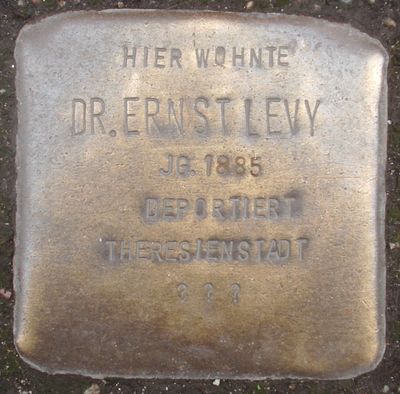 HIER WOHNTE
DR. ERNST LEVY
JG. 1885
DEPORTIERT
THERESIENSTADT
? ? ?